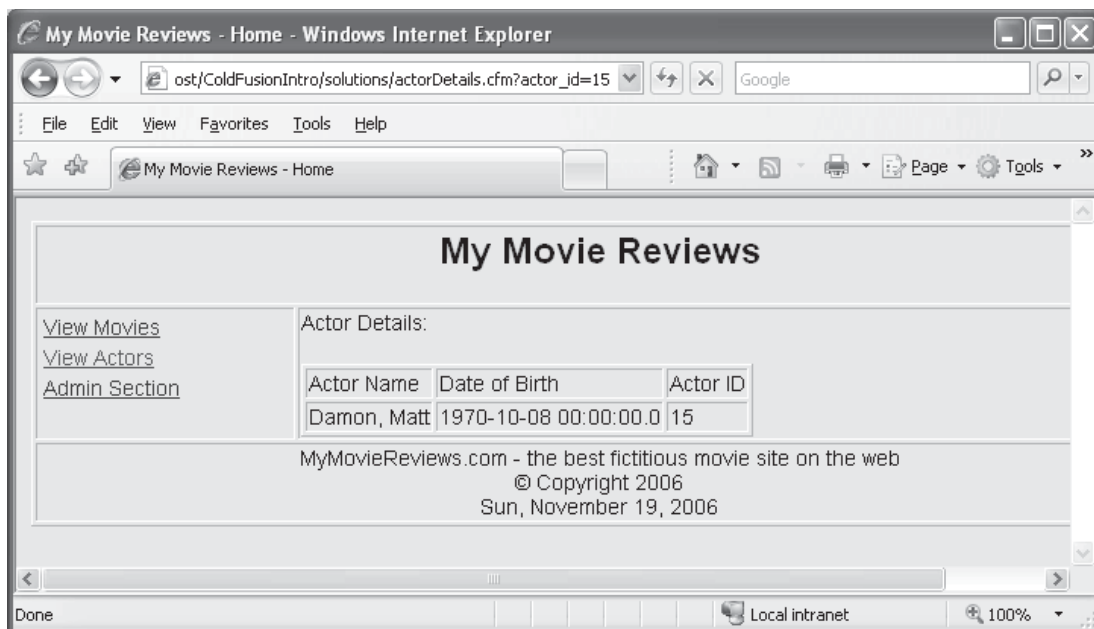 My Movie Reviews - Home - Windows Internet Explorer
ost/ColdFusionIntro/solutions/actorDetails.cfm?actor_id=15
Google
File Edit View Favorites Tools Help
My Movie Reviews - Home
Page Tools
My Movie Reviews
View Movies
View Actors
Admin Section
Actor Details:
Actor Name Date of Birth Actor ID
Damon, Matt 1970-10-08 00:00:00.0 15
MyMovieReviews.com - the best fictitious movie site on the web
© Copyright 2006
Sun, November 19, 2006
Done Local intranet 100%